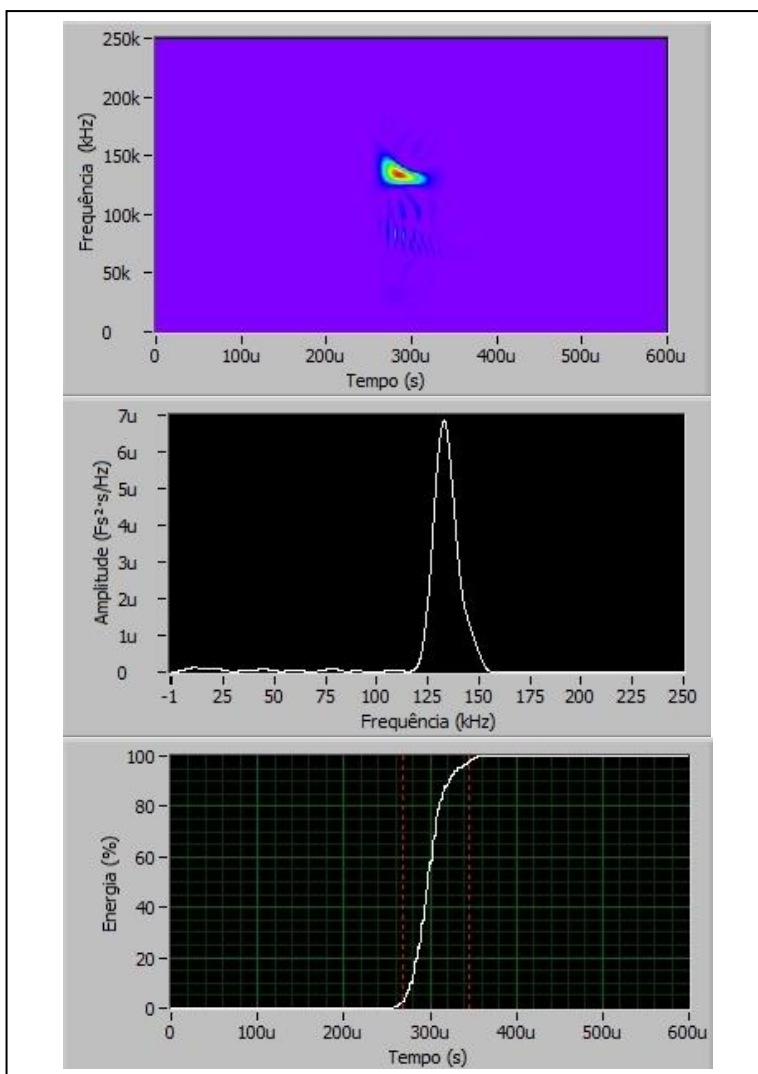 250k
200k
150k
100k
50k
0
Frequência (kHz)
0 100u 200u 300u 400u 500u 600u
Tempo (s)
7u
6u
5u
4u
3u
2u
1u
0
Amplitude (Fs²·s/Hz)
-1 25 50 75 100 125 150 175 200 225 250
Frequência (kHz)
100
80
60
40
20
0
Energia (%)
0 100u 200u 300u 400u 500u 600u
Tempo (s)